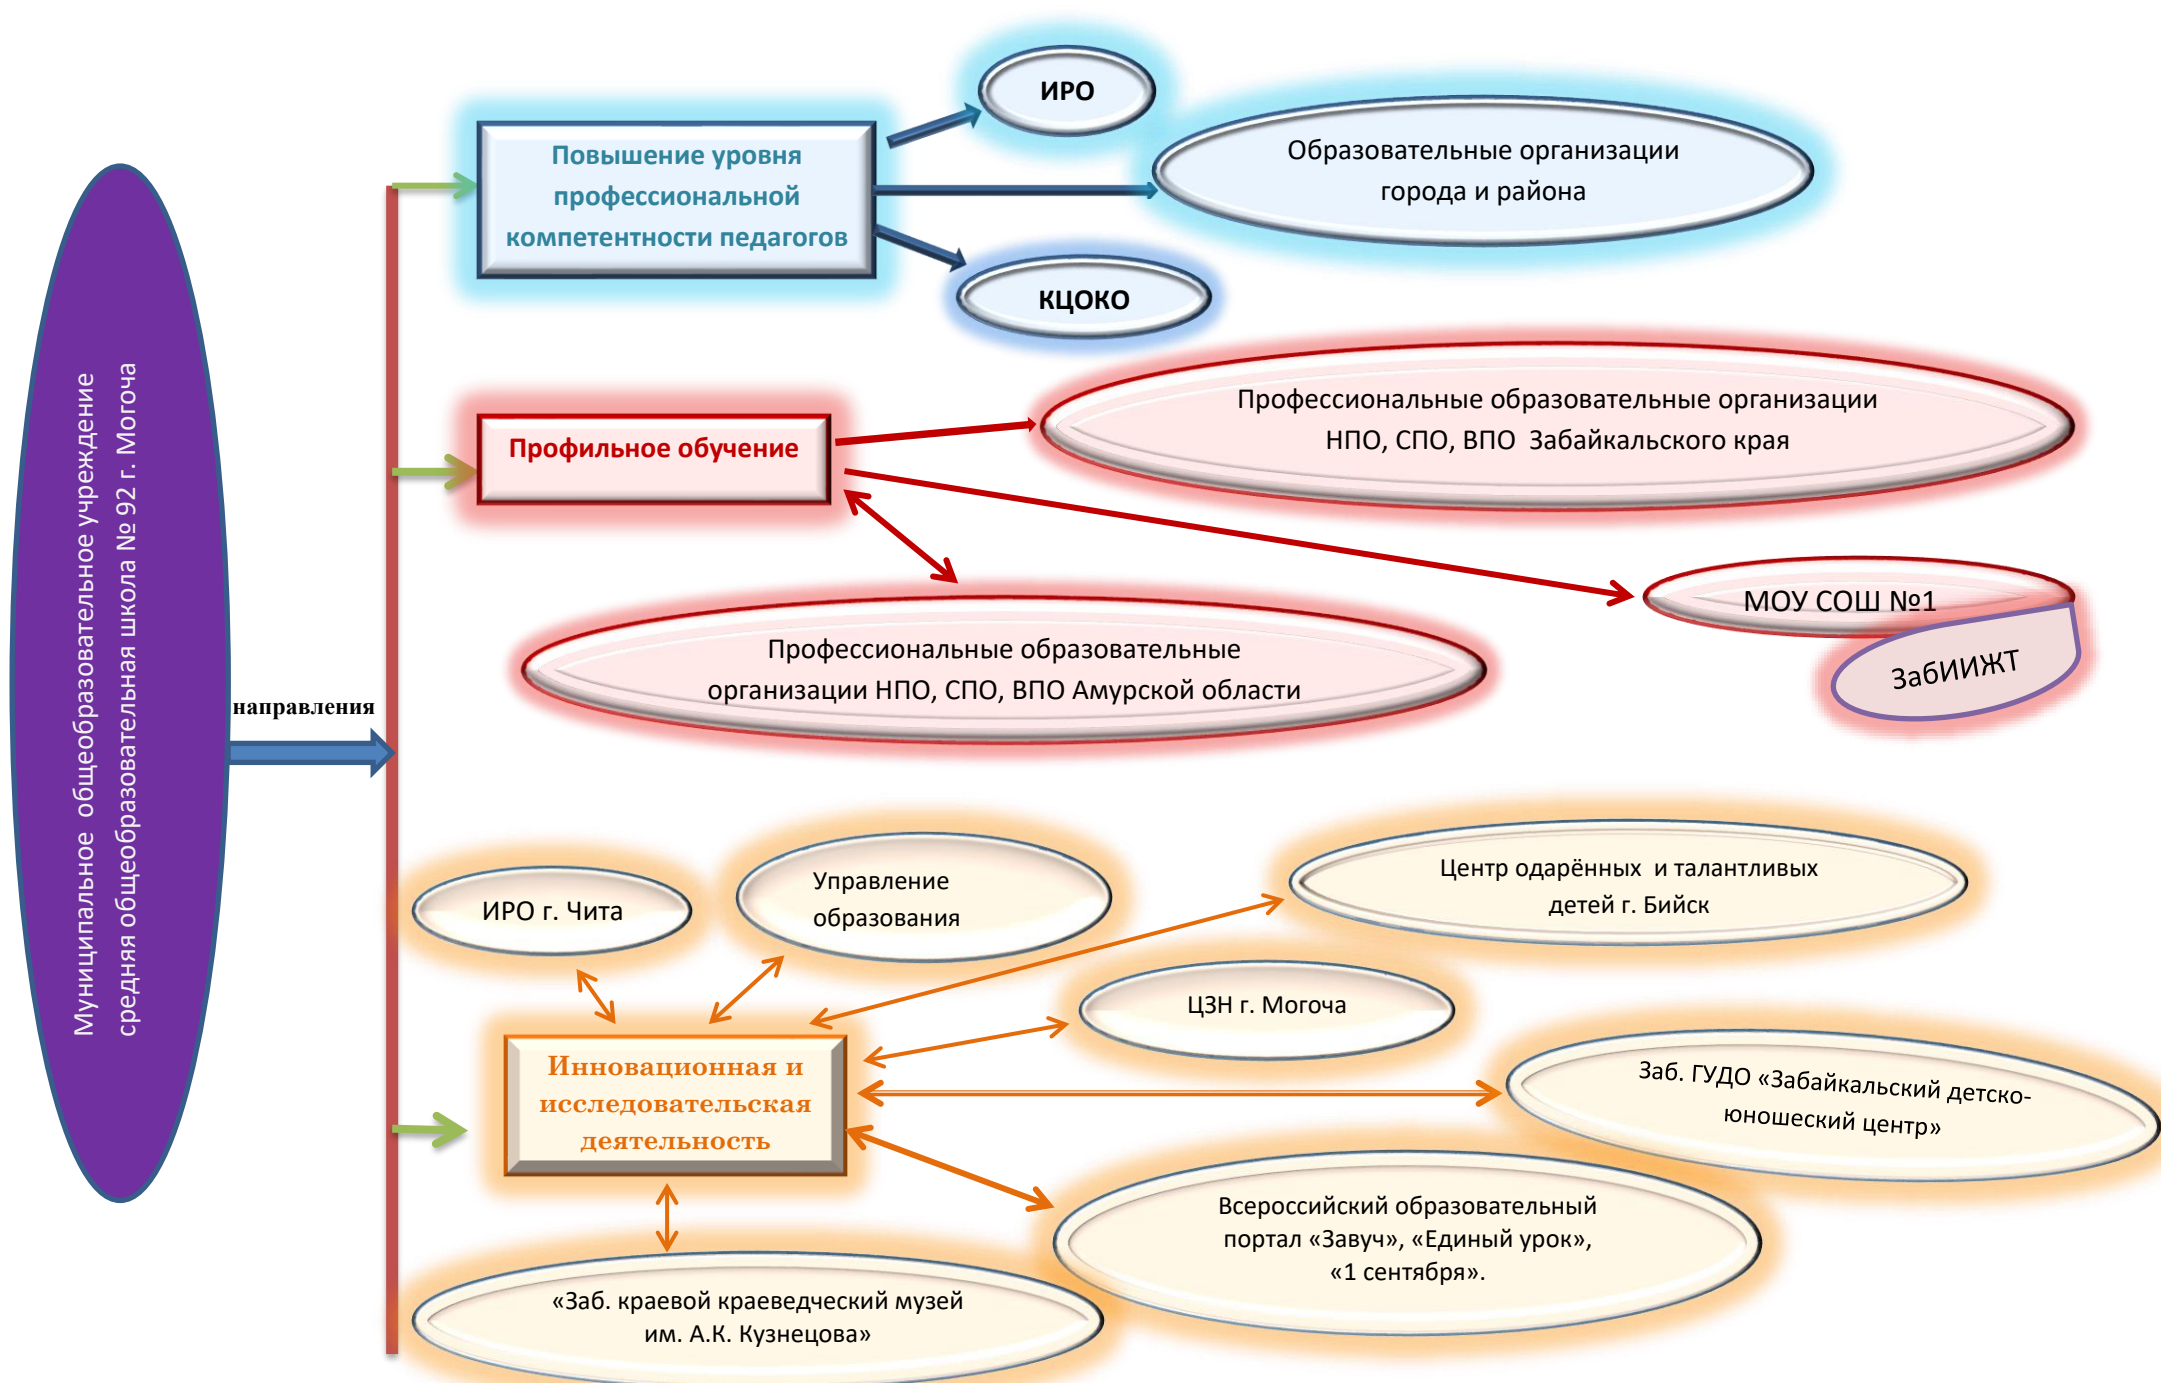 Муниципальное общеобразовательное учреждение
средняя общеобразовательная школа № 92 г. Могоча
направления
Повышение уровня
профессиональной
компетентности педагогов
ИРО
Образовательные организации
города и района
КЦОКО
Профильное обучение
Профессиональные образовательные организации
НПО, СПО, ВПО Забайкальского края
МОУ СОШ №1
ЗабИИЖТ
Профессиональные образовательные
организации НПО, СПО, ВПО Амурской области
ИРО г. Чита
Управление
образования
Центр одарённых и талантливых
детей г. Бийск
ЦЗН г. Могоча
Инновационная и
исследовательская
деятельность
Заб. ГУДО «Забайкальский детско-
юношеский центр»
Всероссийский образовательный
портал «Завуч», «Единый урок»,
«1 сентября».
«Заб. краевой краеведческий музей
им. А.К. Кузнецова»